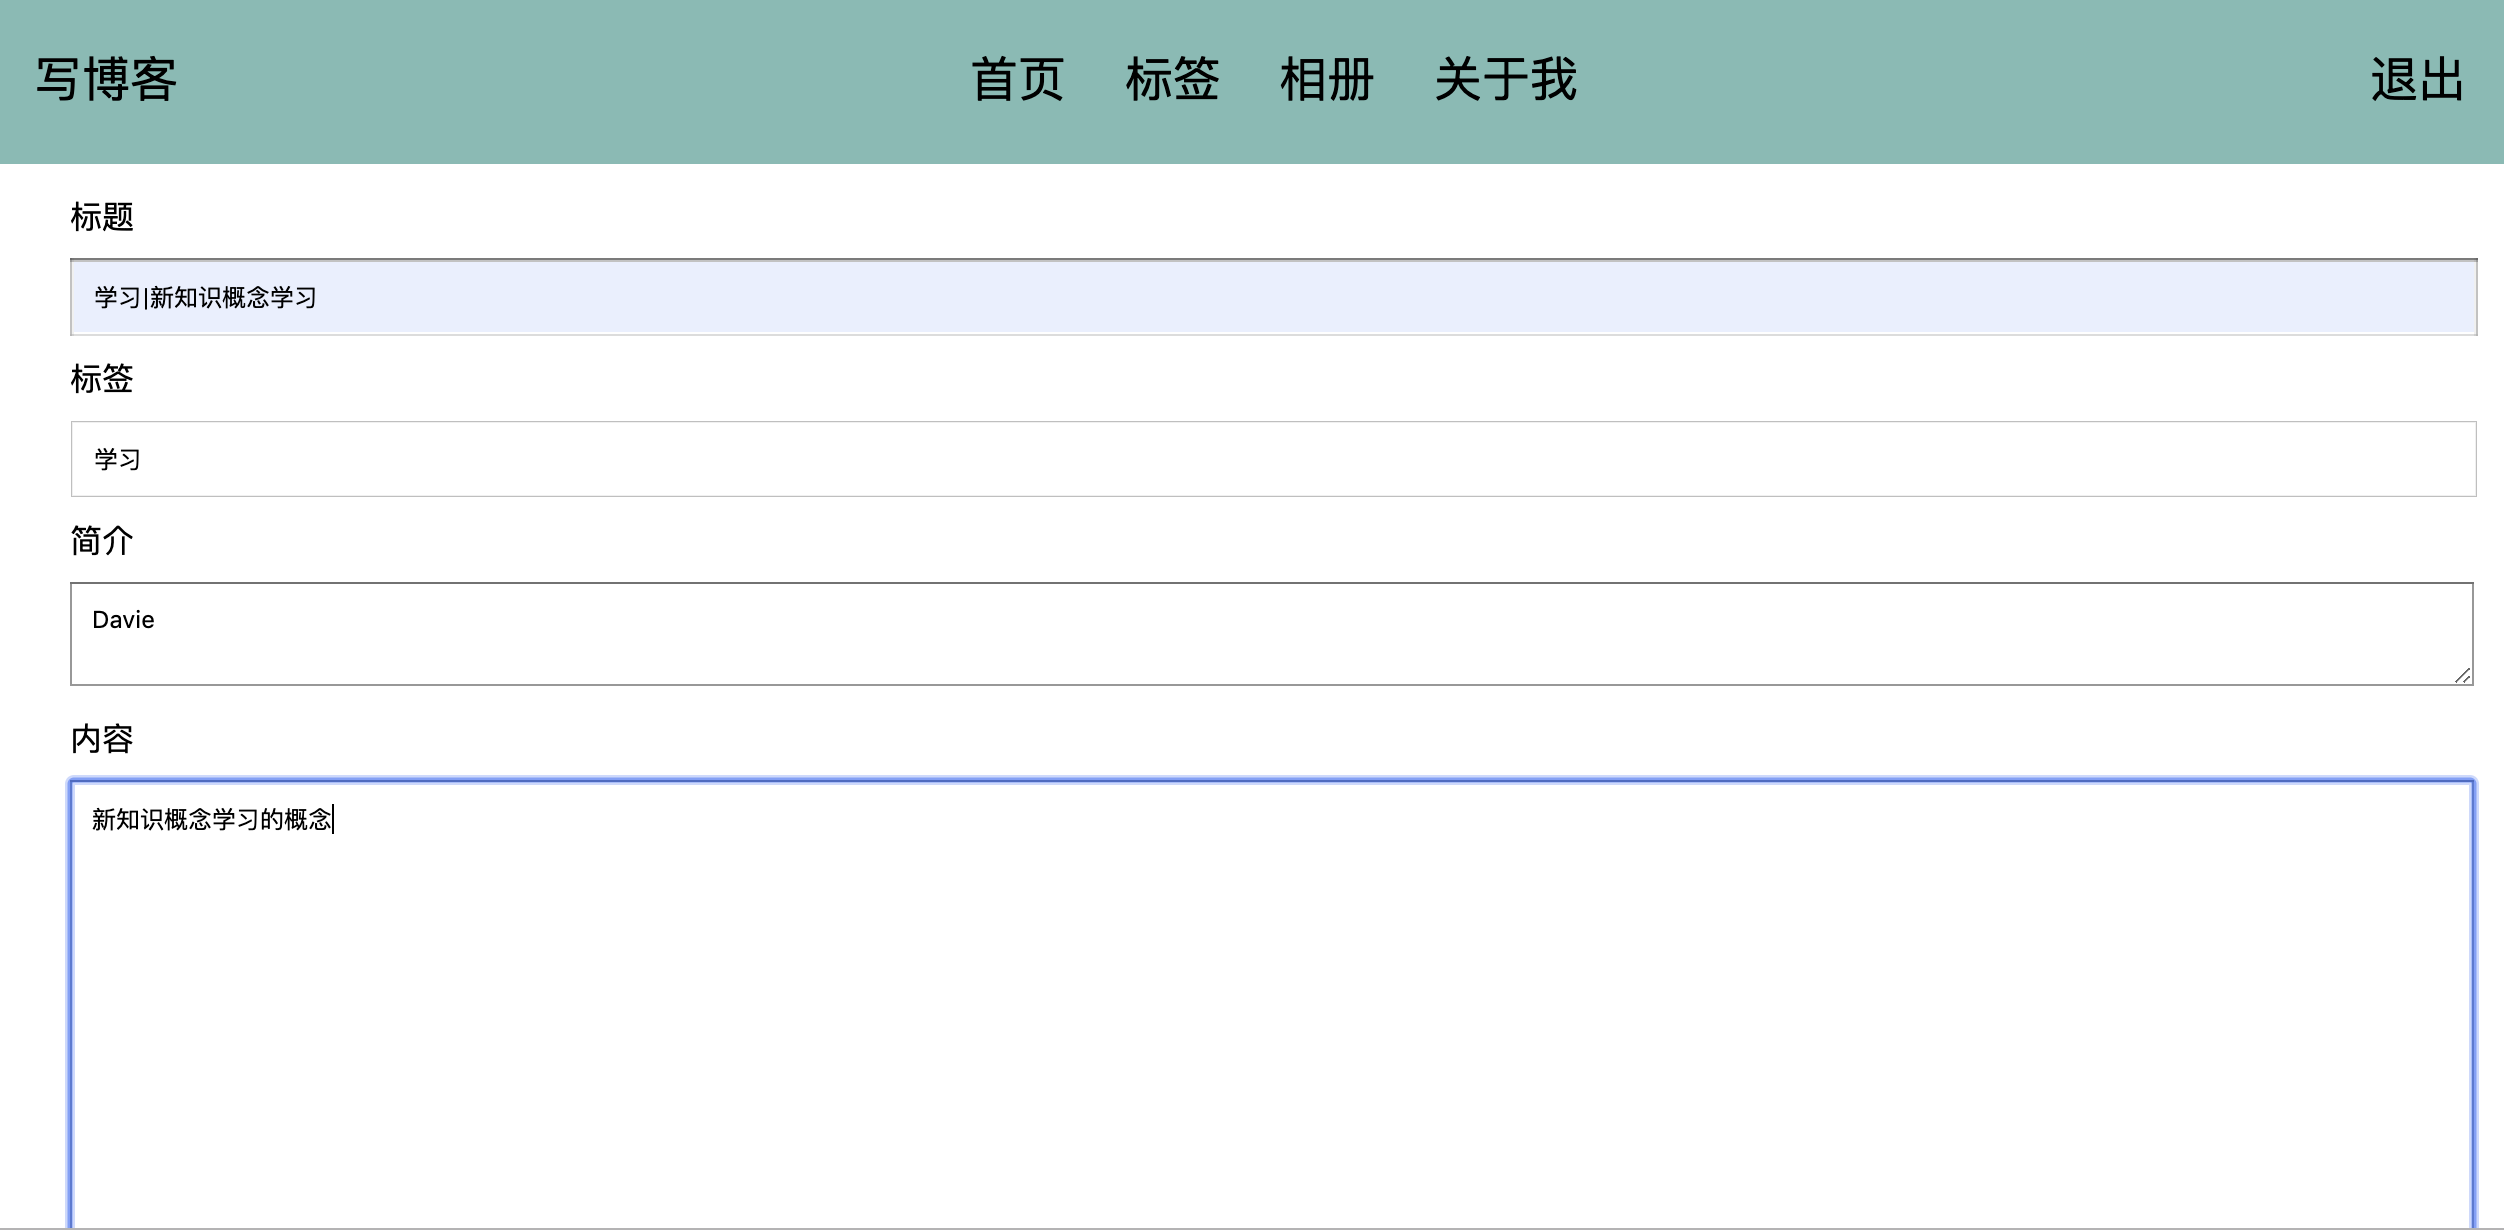 写博客 首页 标签 相册 关于我 退出
标题
学习|新知识概念学习
标签
学习
简介
Davie
内容
新知识概念学习的概念